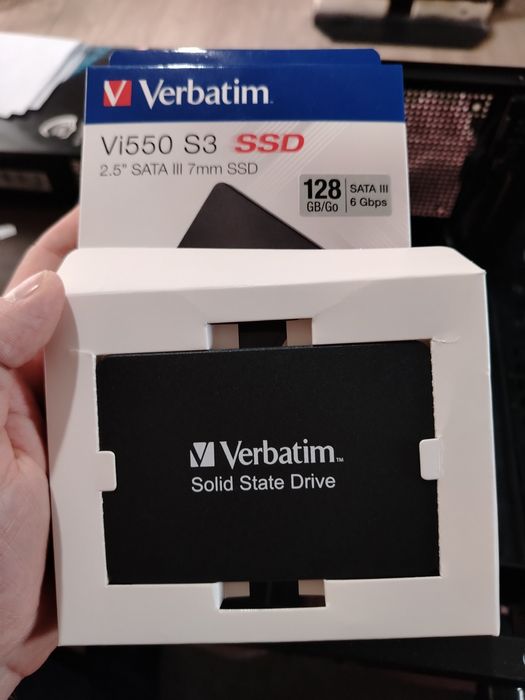 Verbatim
Vi550 S3 SSD
2.5" SATA III 7mm SSD
128
GB/Go
SATA III
6 Gbps
Verbatim™
Solid State Drive